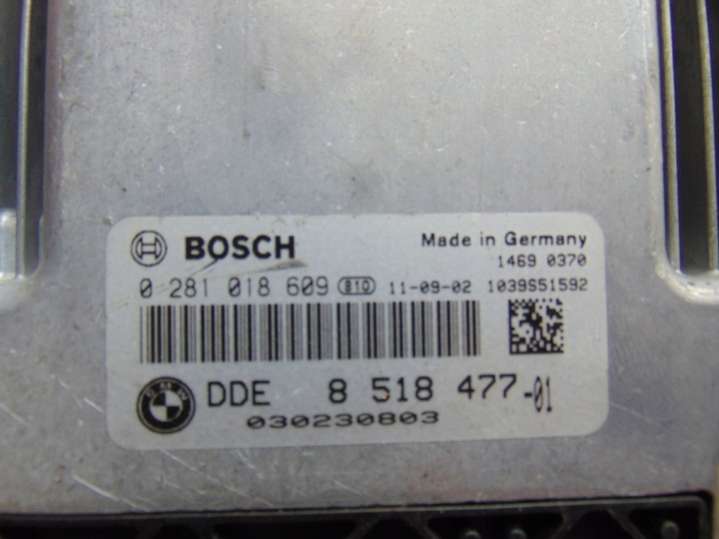 BOSCH Made in Germany
1469 0370
0 281 018 609 810 11-09-02 1039S51592
DDE 8 518 477-01
030230803